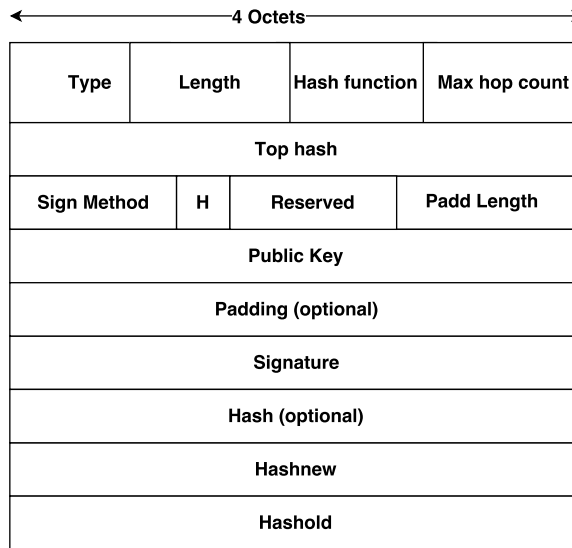 4 Octets
Type Length Hash function Max hop count
Top hash
Sign Method H Reserved Padd Length
Public Key
Padding (optional)
Signature
Hash (optional)
Hashnew
Hashold